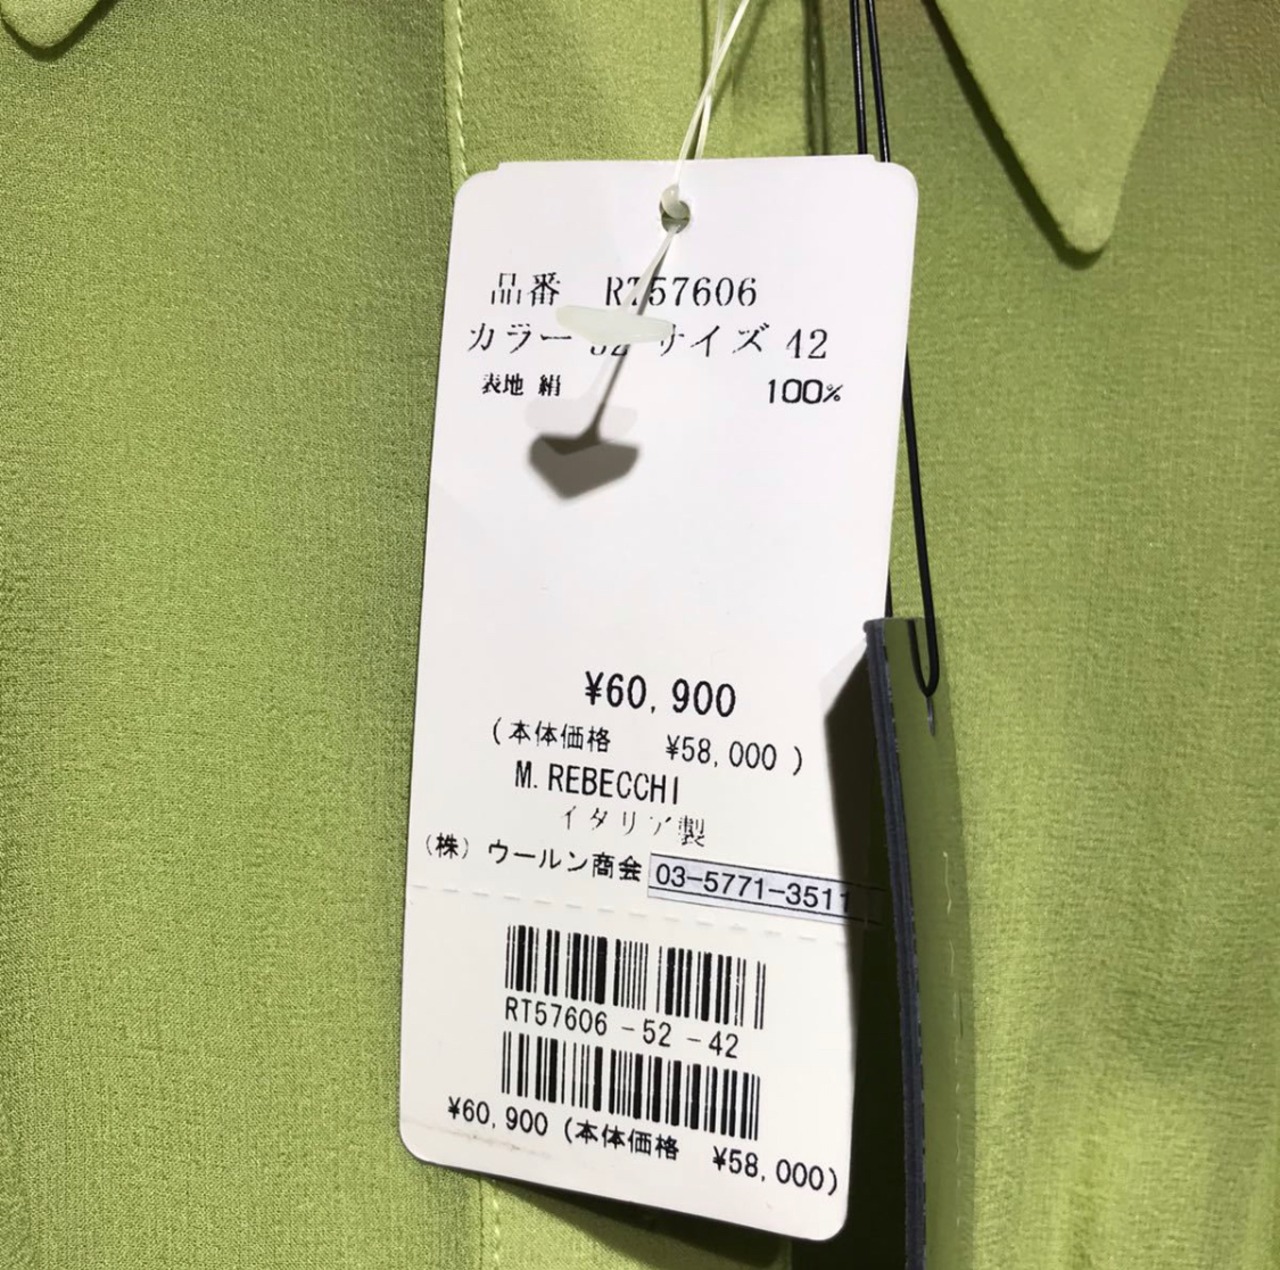 品番 RT57606
カラー 52 サイズ 42
表地 絹 100%
¥60,900
(本体価格 ¥58,000 )
M. REBECCHI
イタリア製
(株) ウールン商会 03-5771-3511
RT57606 -52 -42
¥60,900 (本体価格 ¥58,000)